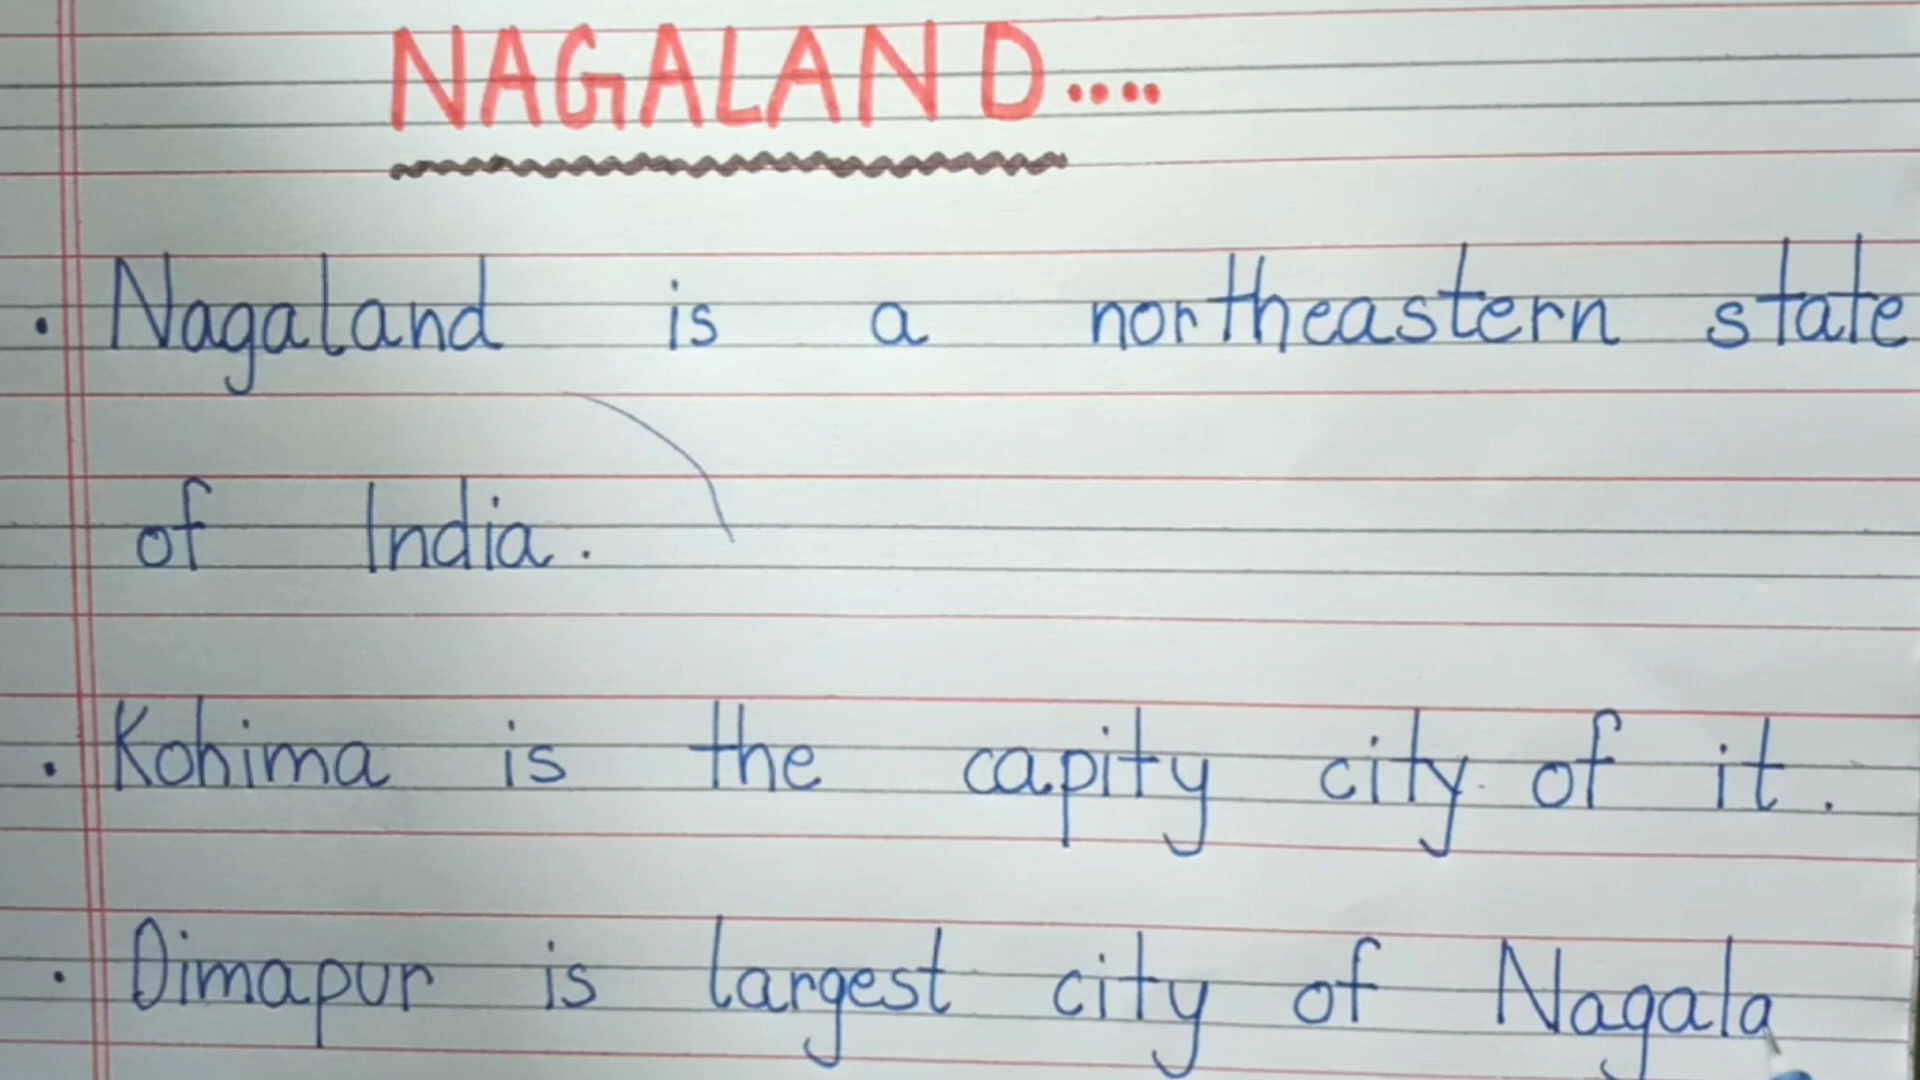 NAGALAND....
. Nagaland is a northeastern state
of India.
. Kohima is the capity city of it.
. Dimapur is largest city of Nagala